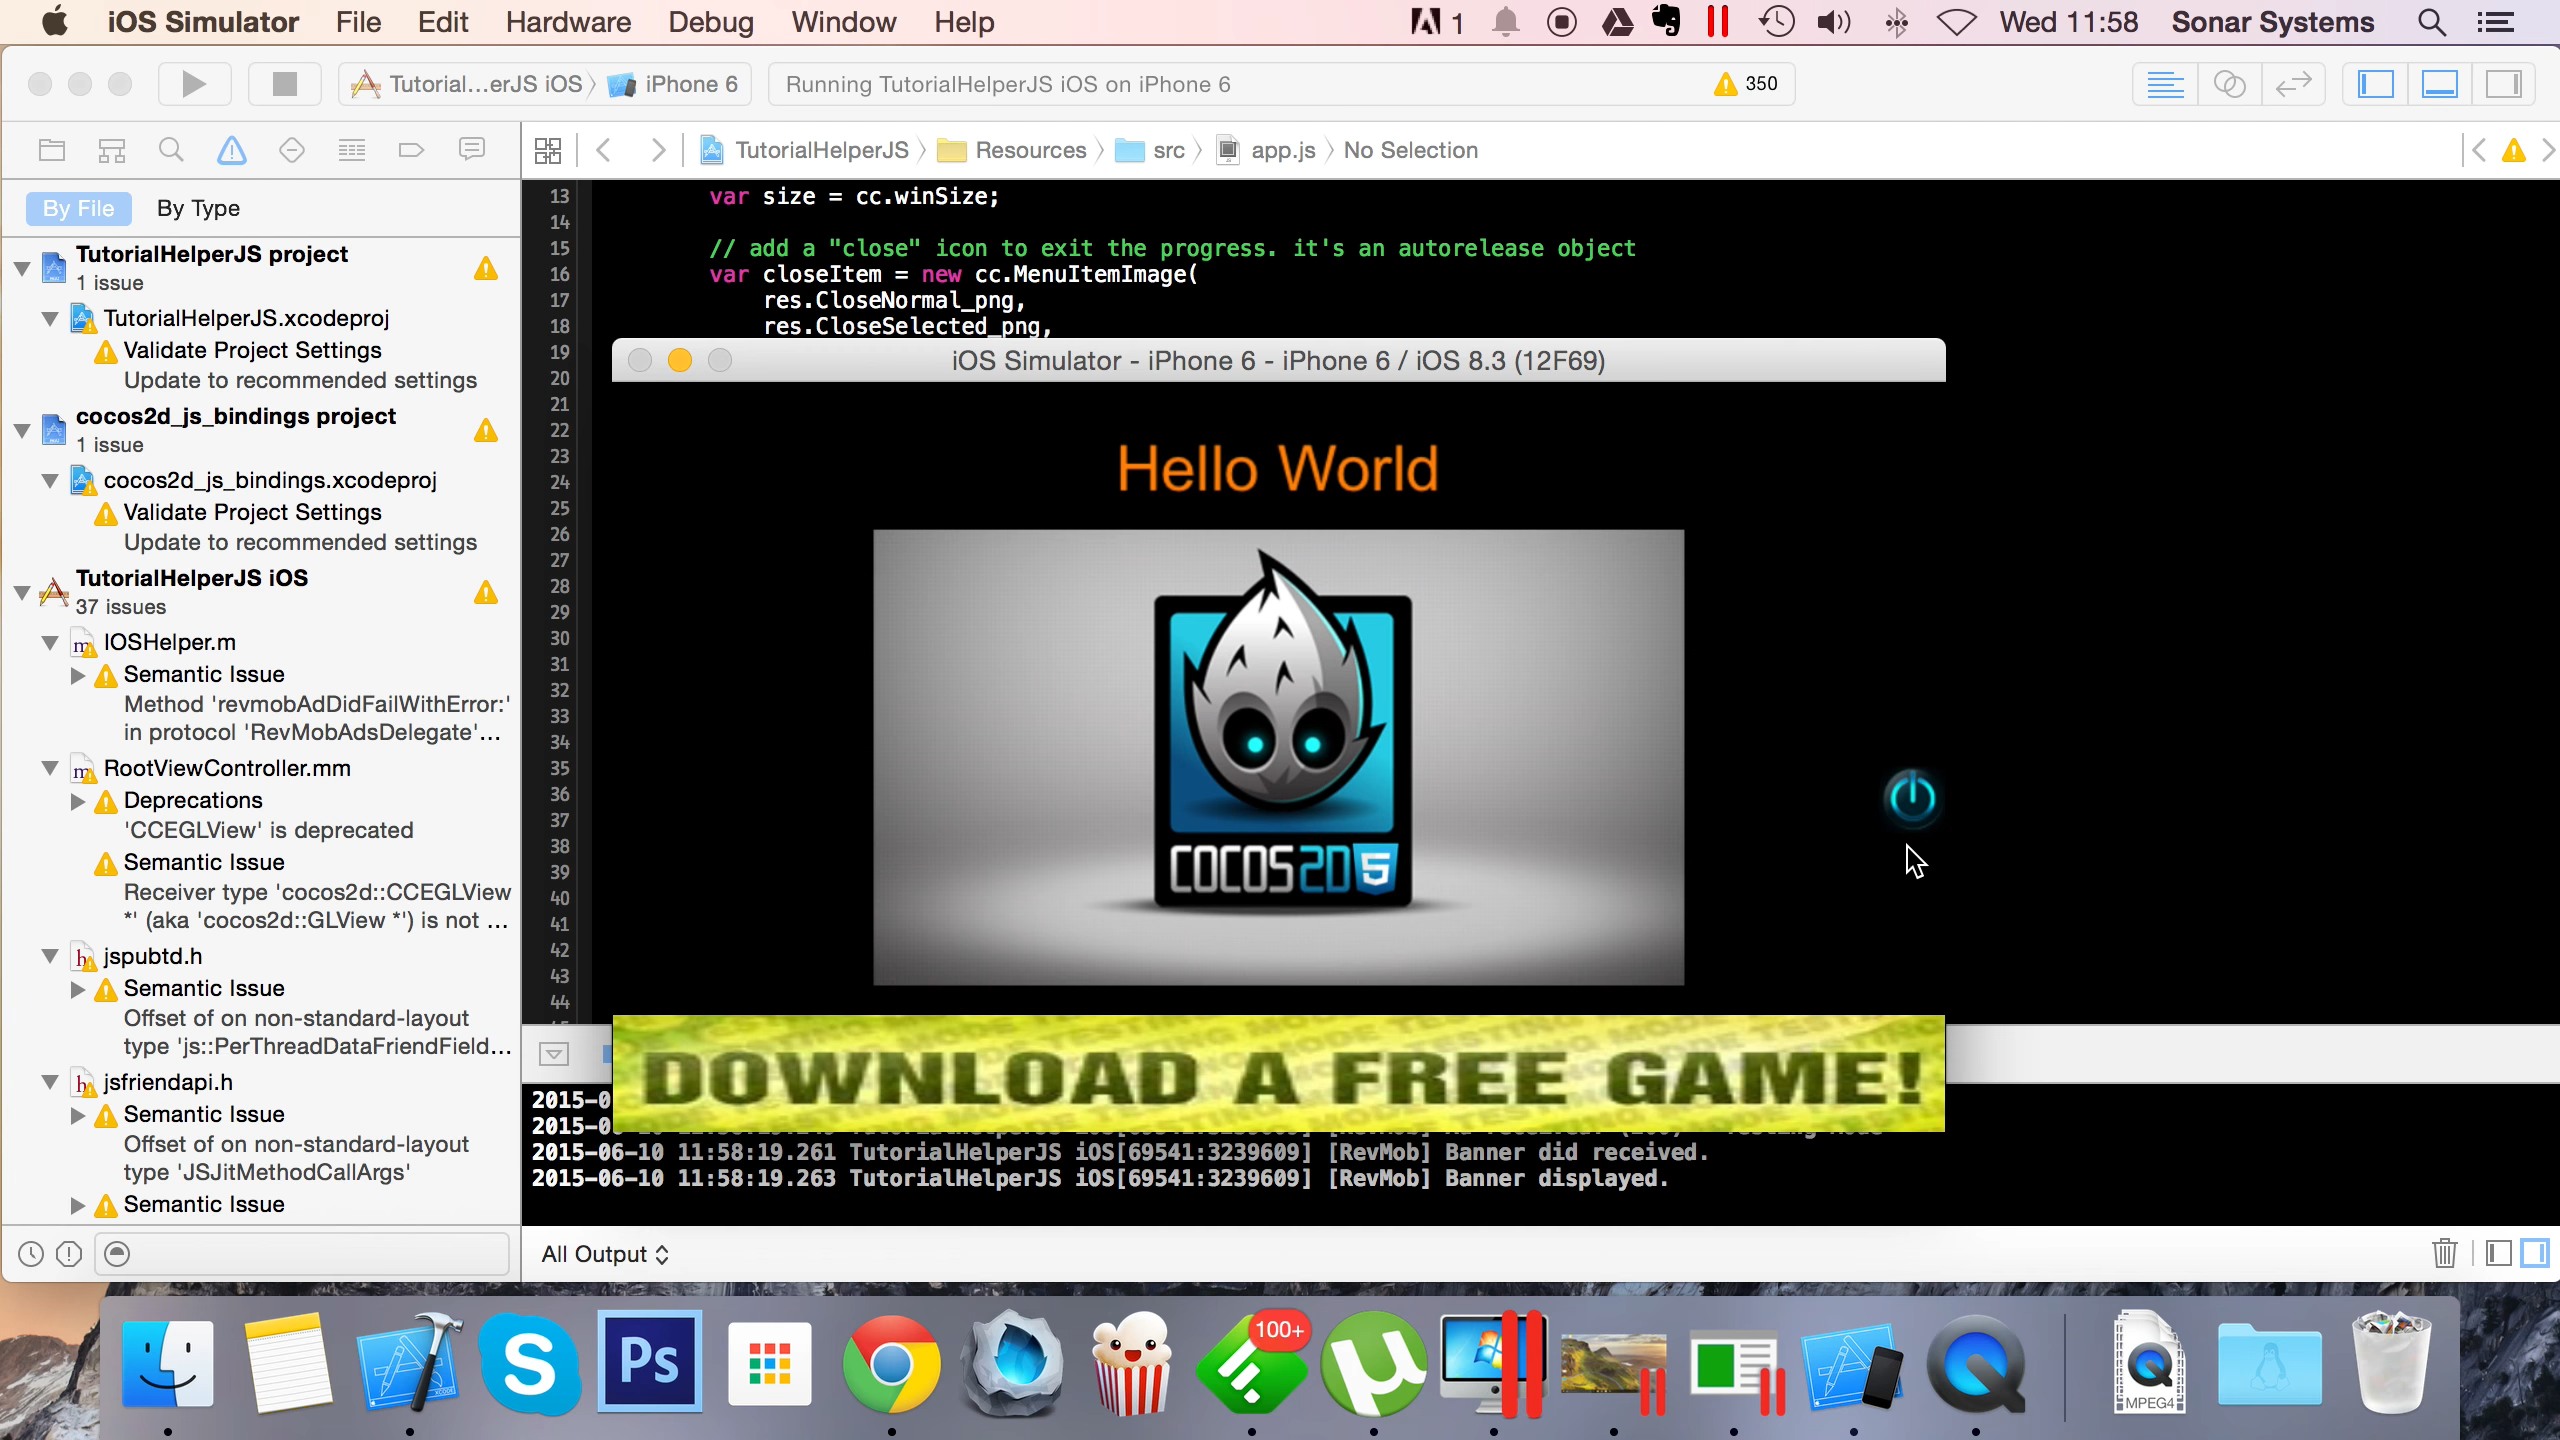 iOS Simulator File Edit Hardware Debug Window Help 1 Wed 11:58 Sonar Systems
Tutorial...erJS iOS iPhone 6 Running TutorialHelperJS iOS on iPhone 6 350
TutorialHelperJS Resources src app.js No Selection
By File By Type
TutorialHelperJS project
1 issue
TutorialHelperJS.xcodeproj
Validate Project Settings
Update to recommended settings
cocos2d_js_bindings project
1 issue
cocos2d_js_bindings.xcodeproj
Validate Project Settings
Update to recommended settings
TutorialHelperJS iOS
37 issues
IOSHelper.m
Semantic Issue
Method 'revmobAdDidFailWithError:'
in protocol 'RevMobAdsDelegate'...
RootViewController.mm
Deprecations
'CCEGLView' is deprecated
Semantic Issue
Receiver type 'cocos2d::CCEGLView
*' (aka 'cocos2d::GLView *') is not ...
jspubtd.h
Semantic Issue
Offset of on non-standard-layout
type 'js::PerThreadDataFriendField...
jsfriendapi.h
Semantic Issue
Offset of on non-standard-layout
type 'JSJitMethodCallArgs'
Semantic Issue
13 var size = cc.winSize;
14
15 // add a "close" icon to exit the progress. it's an autorelease object
16 var closeItem = new cc.MenuItemImage(
17 res.CloseNormal_png,
18 res.CloseSelected_png,
19
20
21
22
23
24
25
26
27
28
29
30
31
32
33
34
35
36
37
38
39
40
41
42
43
44
iOS Simulator - iPhone 6 - iPhone 6 / iOS 8.3 (12F69)
Hello World
COCOS2D 5
DOWNLOAD A FREE GAME!
2015-0
2015-0
2015-06-10 11:58:19.261 TutorialHelperJS iOS[69541:3239609] [RevMob] Banner did received.
2015-06-10 11:58:19.263 TutorialHelperJS iOS[69541:3239609] [RevMob] Banner displayed.
All Output
Ps
100+
MPEG4